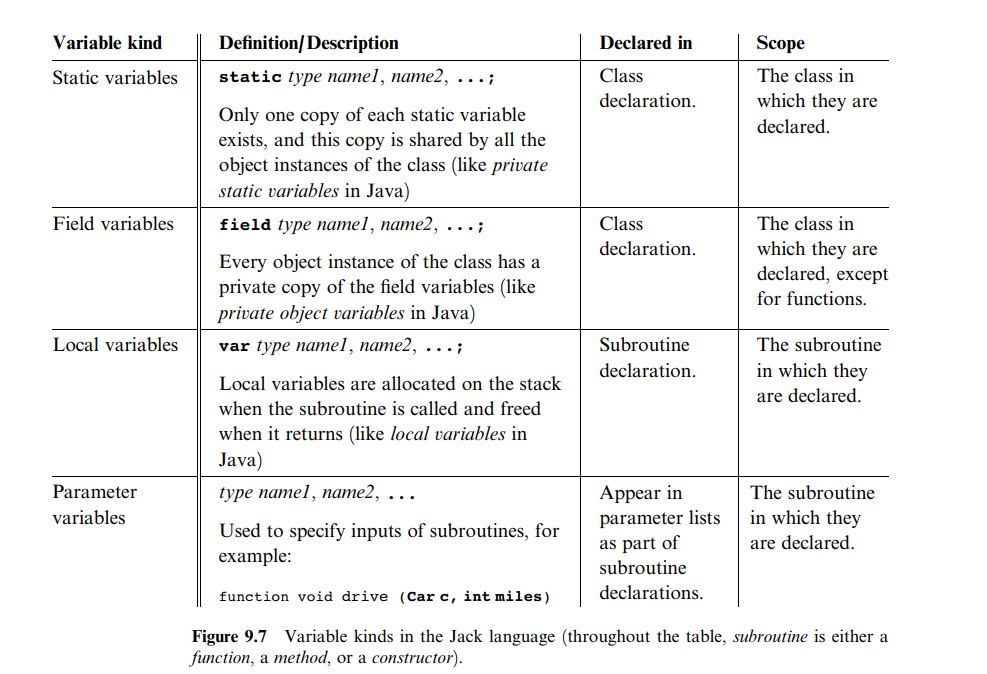 Variable kind
Definition/Description
Declared in
Scope
Static variables
static type name1, name2, ...;
Only one copy of each static variable
exists, and this copy is shared by all the
object instances of the class (like private
static variables in Java)
Class
declaration.
The class in
which they are
declared.
Field variables
field type name1, name2, ...;
Every object instance of the class has a
private copy of the field variables (like
private object variables in Java)
Class
declaration.
The class in
which they are
declared, except
for functions.
Local variables
var type name1, name2, ...;
Local variables are allocated on the stack
when the subroutine is called and freed
when it returns (like local variables in
Java)
Subroutine
declaration.
The subroutine
in which they
are declared.
Parameter
variables
type name1, name2, ...
Used to specify inputs of subroutines, for
example:
function void drive (Car c, int miles)
Appear in
parameter lists
as part of
subroutine
declarations.
The subroutine
in which they
are declared.
Figure 9.7 Variable kinds in the Jack language (throughout the table, subroutine is either a
function, a method, or a constructor).